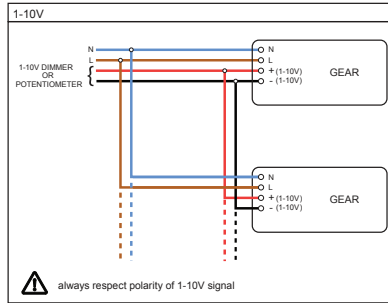 1-10V
N
L
1-10V DIMMER
OR
POTENTIOMETER
N
L
+ (1-10V)
- (1-10V)
GEAR
N
L
+ (1-10V)
- (1-10V)
GEAR
always respect polarity of 1-10V signal